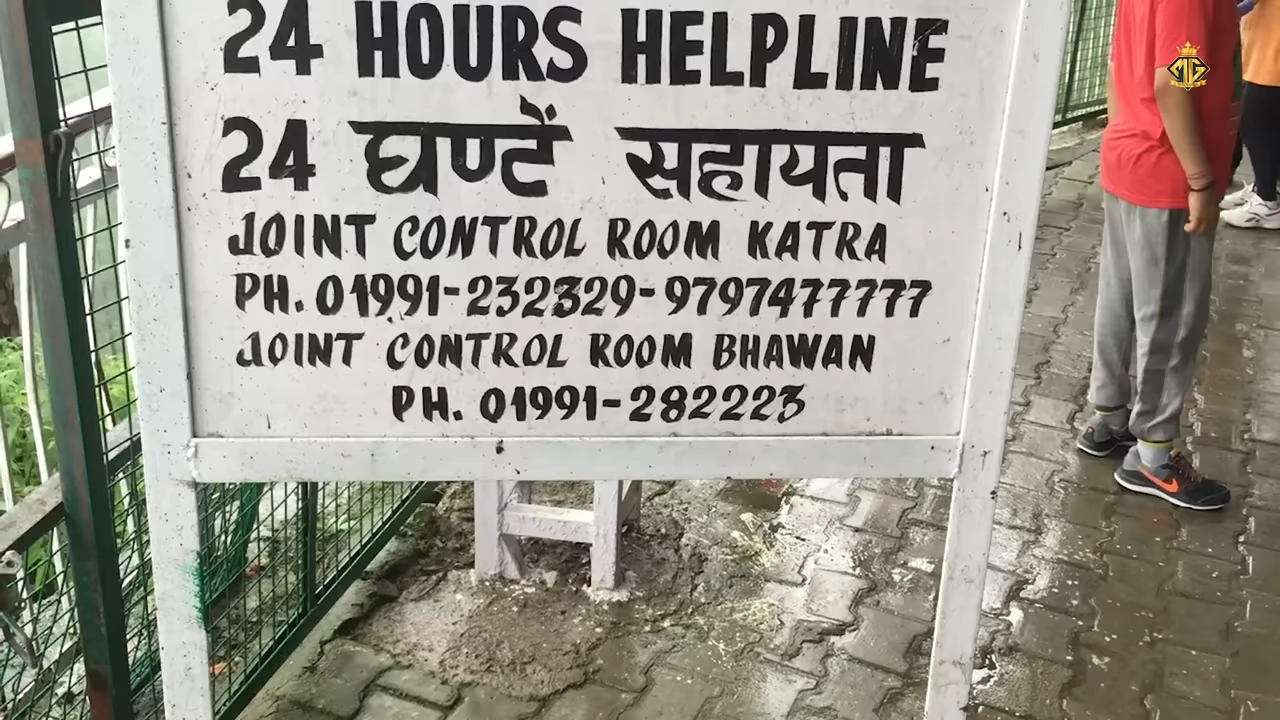 24 HOURS HELPLINE
24 घण्टें सहायता
JOINT CONTROL ROOM KATRA
PH. 01991-232329-9797477777
JOINT CONTROL ROOM BHAWAN
PH. 01991-282223
MG